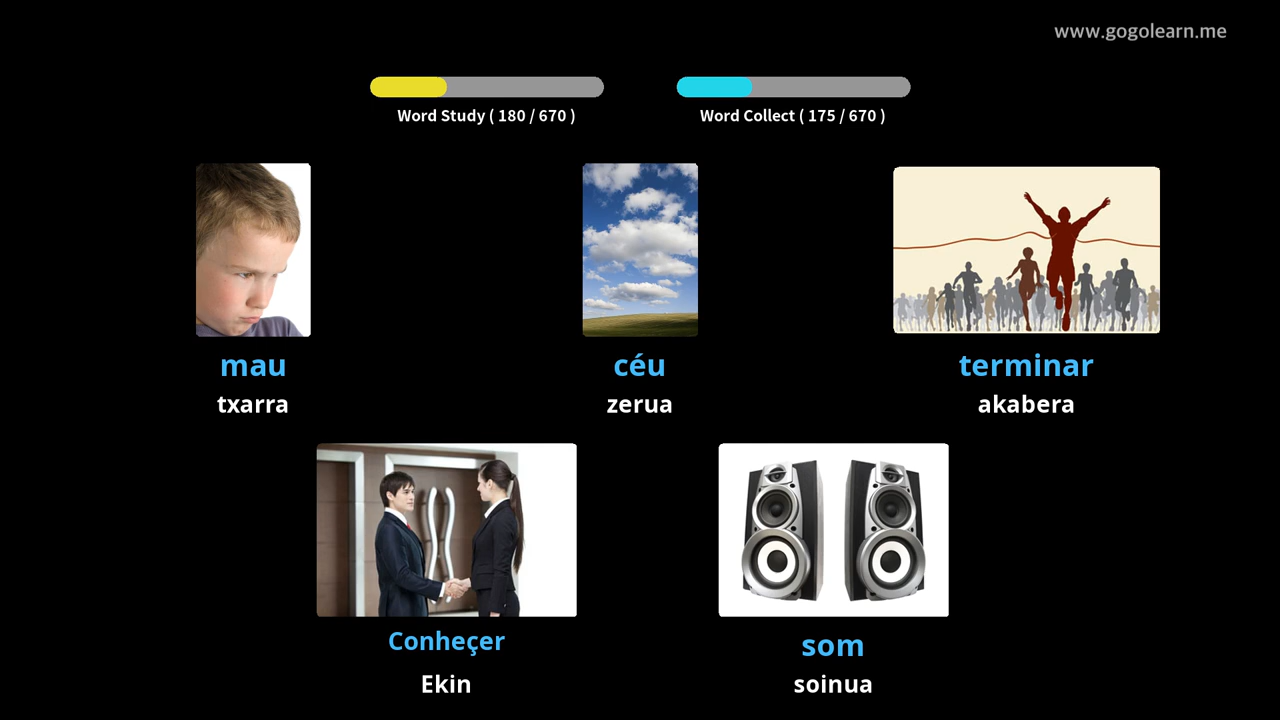 www.gogolearn.me
Word Study ( 180 / 670 )
Word Collect ( 175 / 670 )
mau
txarra
céu
zerua
terminar
akabera
Conheçer
Ekin
som
soinua